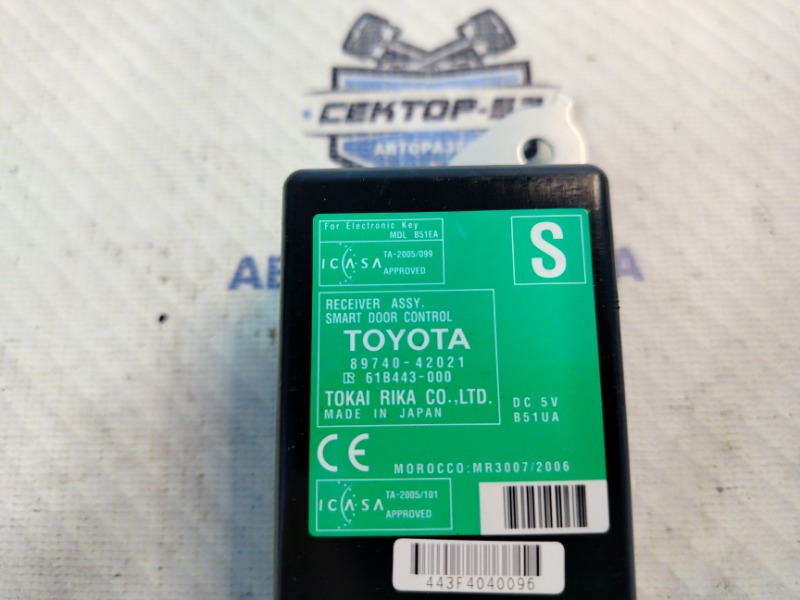 СЕКТОР-53
For Electronic Key
MDL B51EA
ICASA
TA-2005/099
APPROVED
S
RECEIVER ASSY.
SMART DOOR CONTROL
TOYOTA
89740-42021
61B443-000
TOKAI RIKA CO.,LTD.
MADE IN JAPAN
DC 5V
B51UA
CE
MOROCCO:MR3007/2006
ICASA
TA-2005/101
APPROVED
443F4040096